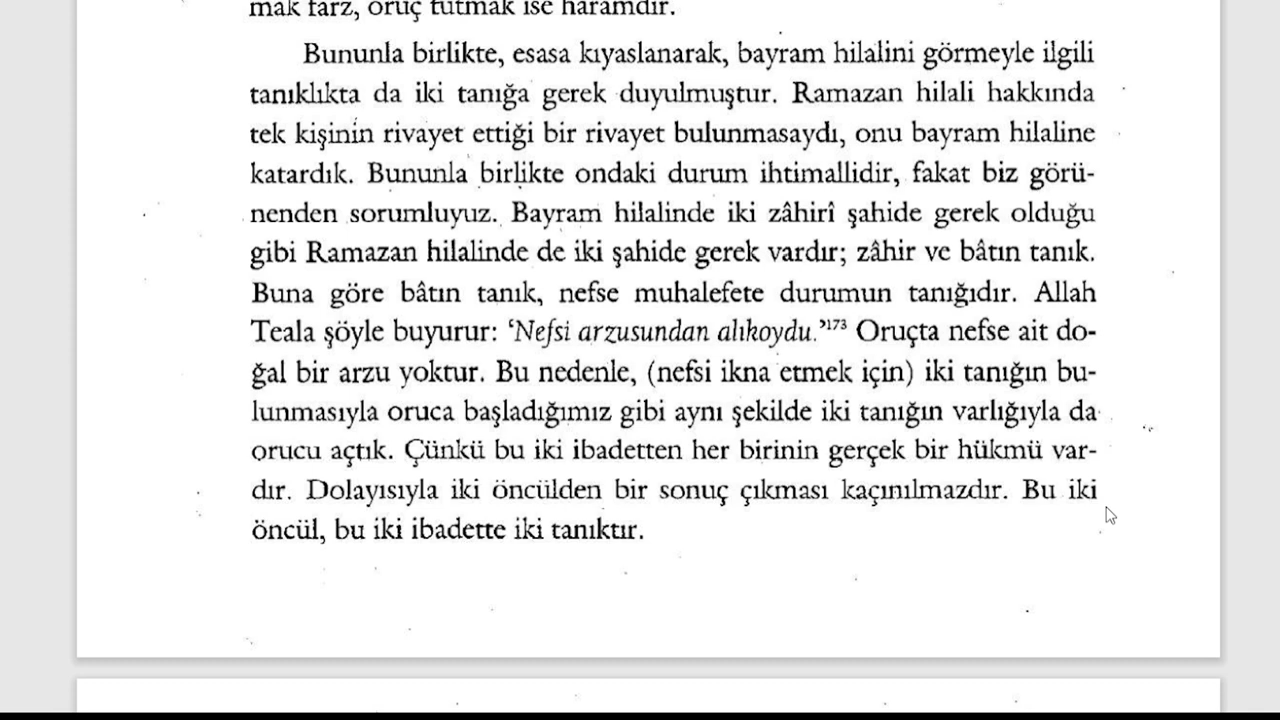 mak farz, oruç tutmak ise haramdır.
Bununla birlikte, esasa kıyaslanarak, bayram hilalini görmeyle ilgili
tanıklıkta da iki tanığa gerek duyulmuştur. Ramazan hilali hakkında
tek kişinin rivayet ettiği bir rivayet bulunmasaydı, onu bayram hilaline
katardık. Bununla birlikte ondaki durum ihtimallidir, fakat biz görü-
nenden sorumluyuz. Bayram hilalinde iki zâhirî şahide gerek olduğu
gibi Ramazan hilalinde de iki şahide gerek vardır; zâhir ve bâtın tanık.
Buna göre bâtın tanık, nefse muhalefete durumun tanığıdır. Allah
Teala şöyle buyurur: ‘Nefsi arzusundan alıkoydu.’173 Oruçta nefse ait do-
ğal bir arzu yoktur. Bu nedenle, (nefsi ikna etmek için) iki tanığın bu-
lunmasıyla oruca başladığımız gibi aynı şekilde iki tanığın varlığıyla da
orucu açtık. Çünkü bu iki ibadetten her birinin gerçek bir hükmü var-
dır. Dolayısıyla iki öncülden bir sonuç çıkması kaçınılmazdır. Bu iki
öncül, bu iki ibadette iki tanıktır.